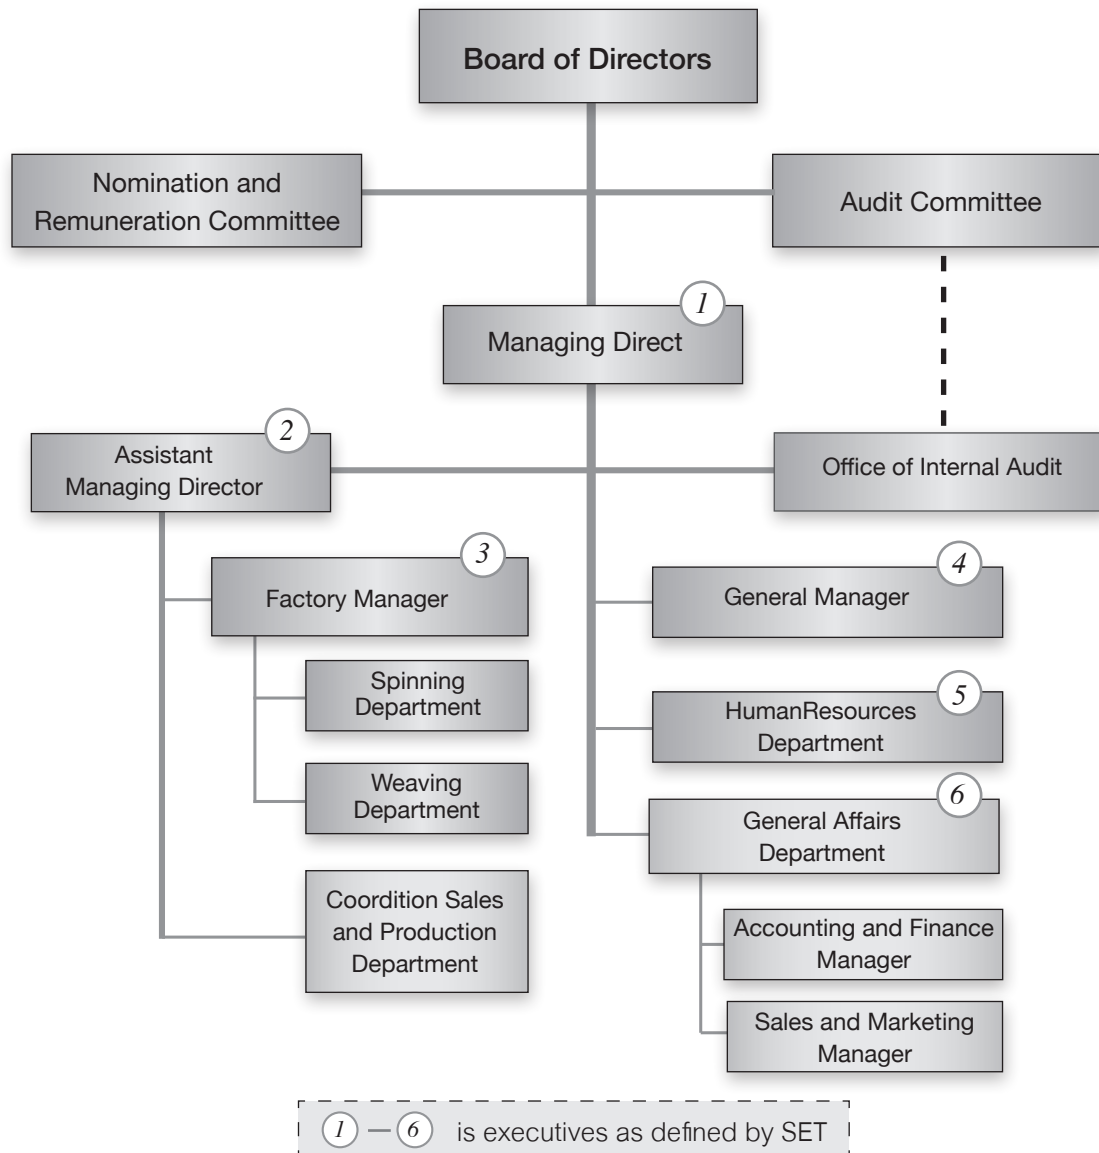 Board of Directors
Nomination and
Remuneration Committee
Audit Committee
1
Managing Direct
2
Assistant
Managing Director
Office of Internal Audit
3
Factory Manager
4
General Manager
Spinning
Department
5
HumanResources
Department
Weaving
Department
6
General Affairs
Department
Coordition Sales
and Production
Department
Accounting and Finance
Manager
Sales and Marketing
Manager
1 — 6 is executives as defined by SET